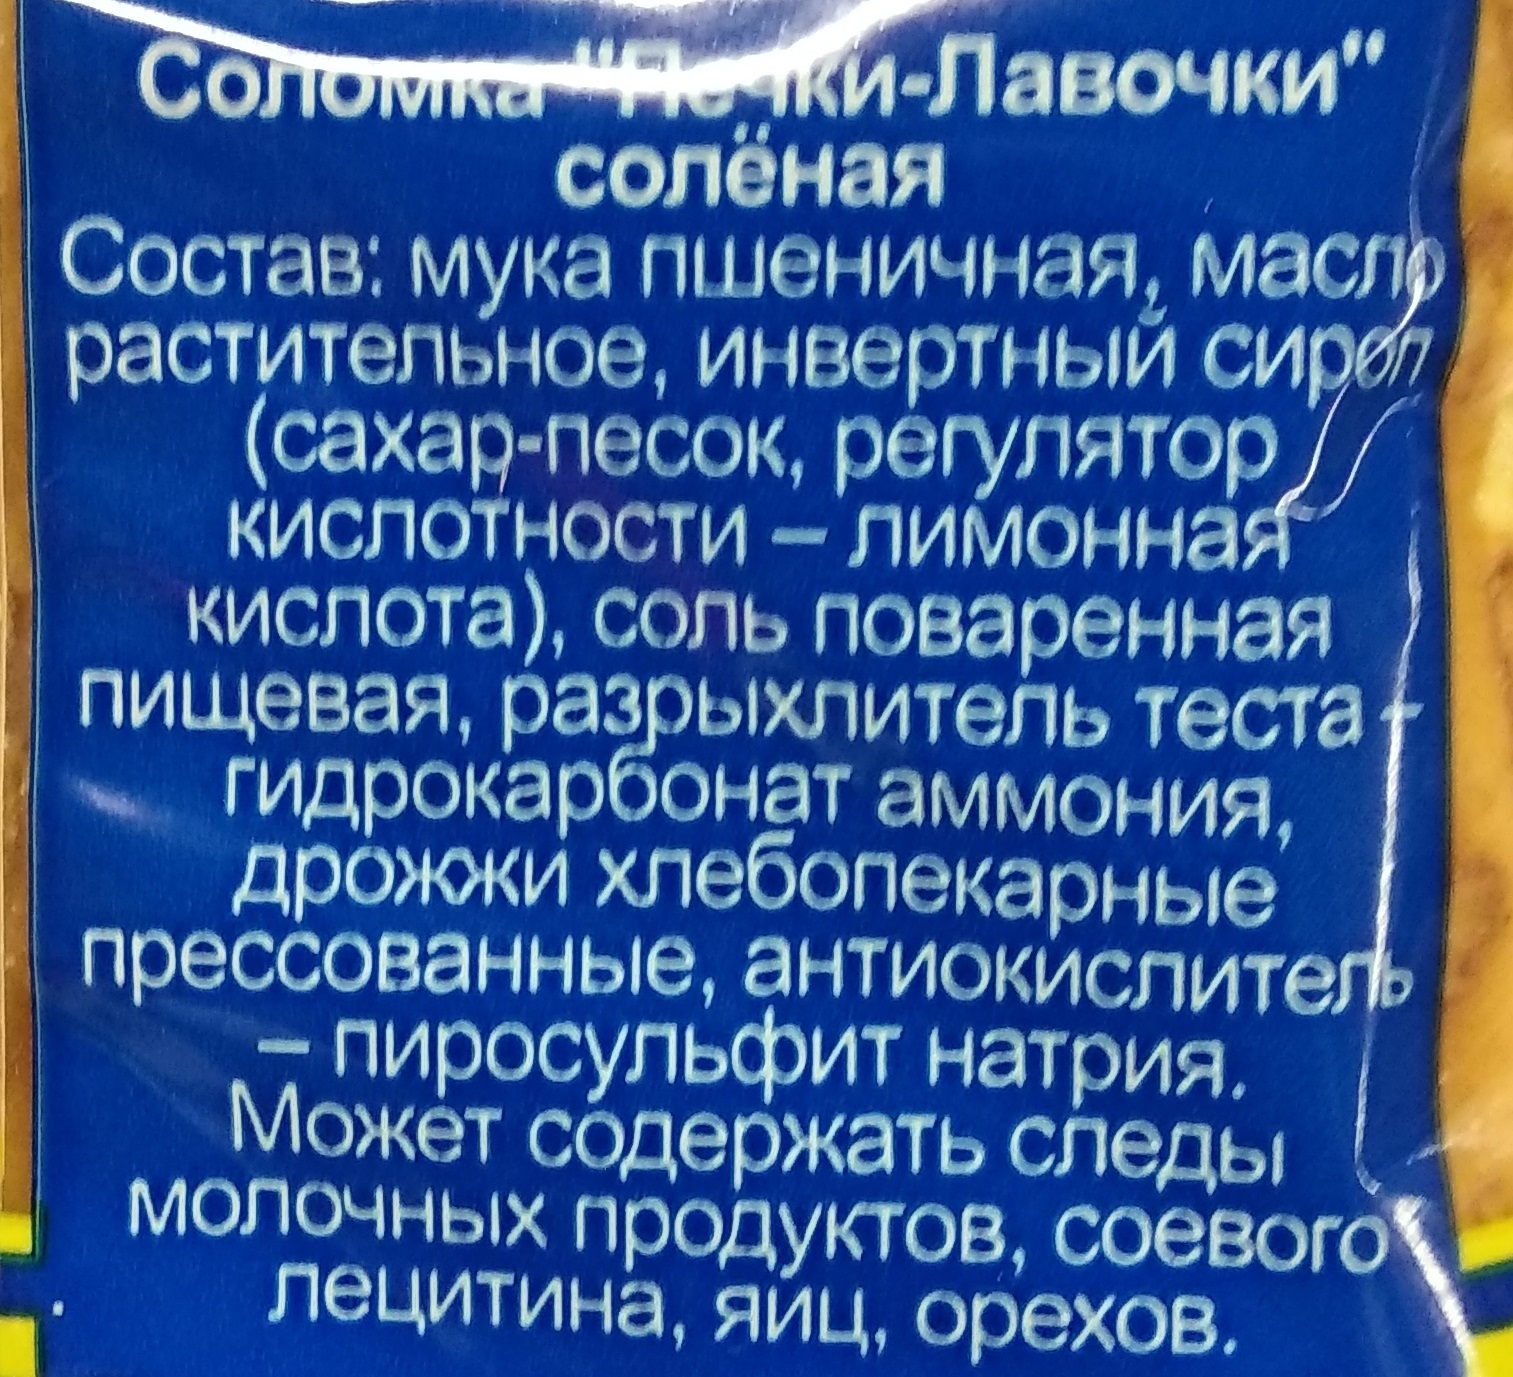 Соломка "Печки-Лавочки"
солёная
Состав: мука пшеничная, масло
растительное, инвертный сироп
(сахар-песок, регулятор
кислотности – лимонная
кислота), соль поваренная
пищевая, разрыхлитель теста –
гидрокарбонат аммония,
дрожжи хлебопекарные
прессованные, антиокислитель
– пиросульфит натрия.
Может содержать следы
молочных продуктов, соевого
лецитина, яиц, орехов.